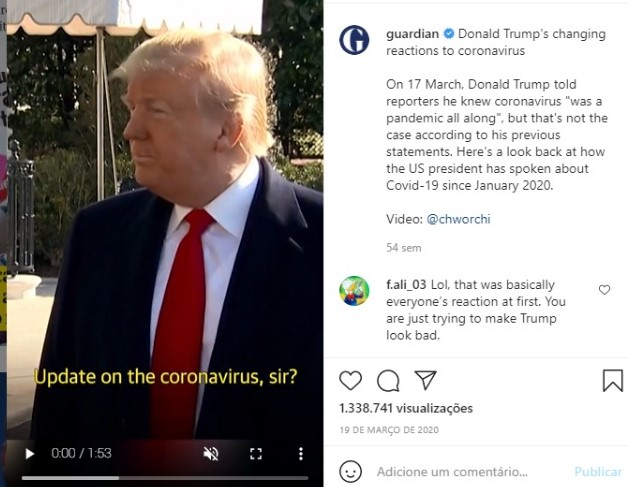 guardian Donald Trump's changing
reactions to coronavirus
On 17 March, Donald Trump told
reporters he knew coronavirus "was a
pandemic all along", but that's not the
case according to his previous
statements. Here's a look back at how
the US president has spoken about
Covid-19 since January 2020.
Video: @chworchi
54 sem
f.ali_03 Lol, that was basically
everyone's reaction at first. You
are just trying to make Trump
look bad.
Update on the coronavirus, sir?
1.338.741 visualizações
19 DE MARÇO DE 2020
0:00 / 1:53
Adicione um comentário... Publicar